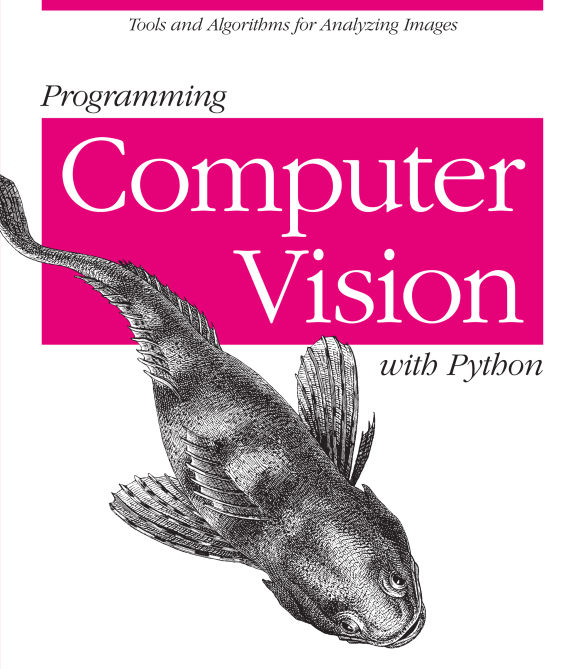 Tools and Algorithms for Analyzing Images
Programming
Computer
Vision
with Python